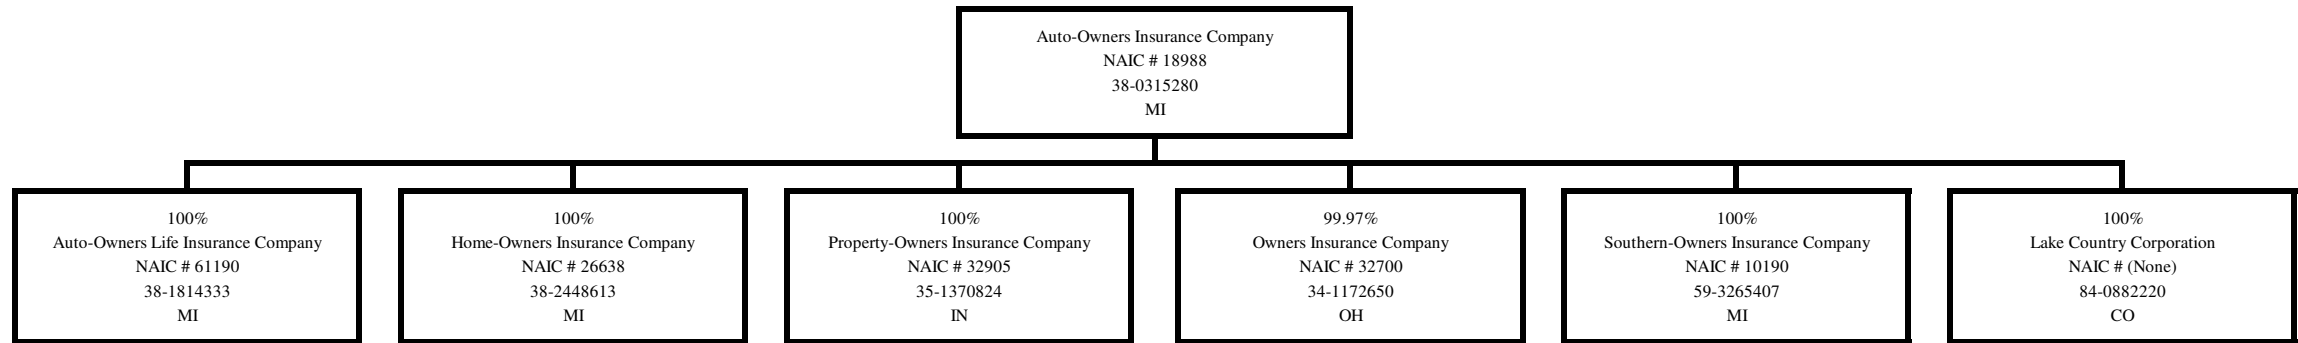 Auto-Owners Insurance Company
NAIC # 18988
38-0315280
MI
100%
Auto-Owners Life Insurance Company
NAIC # 61190
38-1814333
MI
100%
Home-Owners Insurance Company
NAIC # 26638
38-2448613
MI
100%
Property-Owners Insurance Company
NAIC # 32905
35-1370824
IN
99.97%
Owners Insurance Company
NAIC # 32700
34-1172650
OH
100%
Southern-Owners Insurance Company
NAIC # 10190
59-3265407
MI
100%
Lake Country Corporation
NAIC # (None)
84-0882220
CO